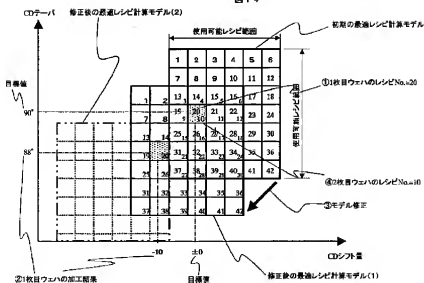 図14
CDテーパ
修正後の最適レシピ計算モデル(2)
使用可能レシピ範囲
初期の最適レシピ計算モデル
目標値
1 2 3 4 5 6
7 8 9 10 11 12
1 2 13 14 15 16 17 18
①1枚目ウェハのレシピNo.=20
使用可能レシピ範囲
90°
7 8 19 20 21 22 23 24
13 14 25 26 27 28 29 30
88°
19 20 31 32 33 34 35 36
25 26 37 38 39 40 41 42
④2枚目ウェハのレシピNo.=10
31 32 33 34 35 36
③モデル修正
37 38 39 40 41 42
CDシフト量
-10
±0
②1枚目ウェハの加工結果
目標値
修正後の最適レシピ計算モデル(1)